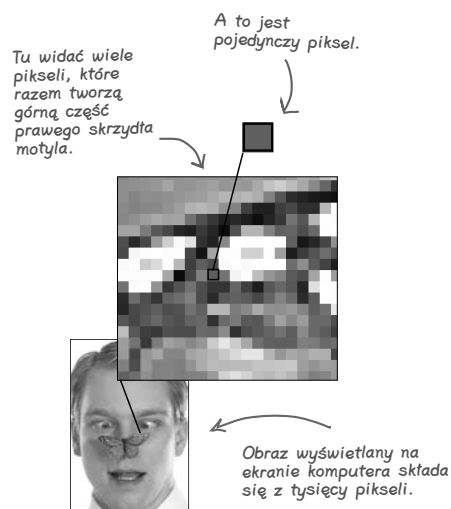 A to jest
pojedynczy piksel.
Tu widać wiele
pikseli, które
razem tworzą
górną część
prawego skrzydła
motyla.
Obraz wyświetlany na
ekranie komputera składa
się z tysięcy pikseli.